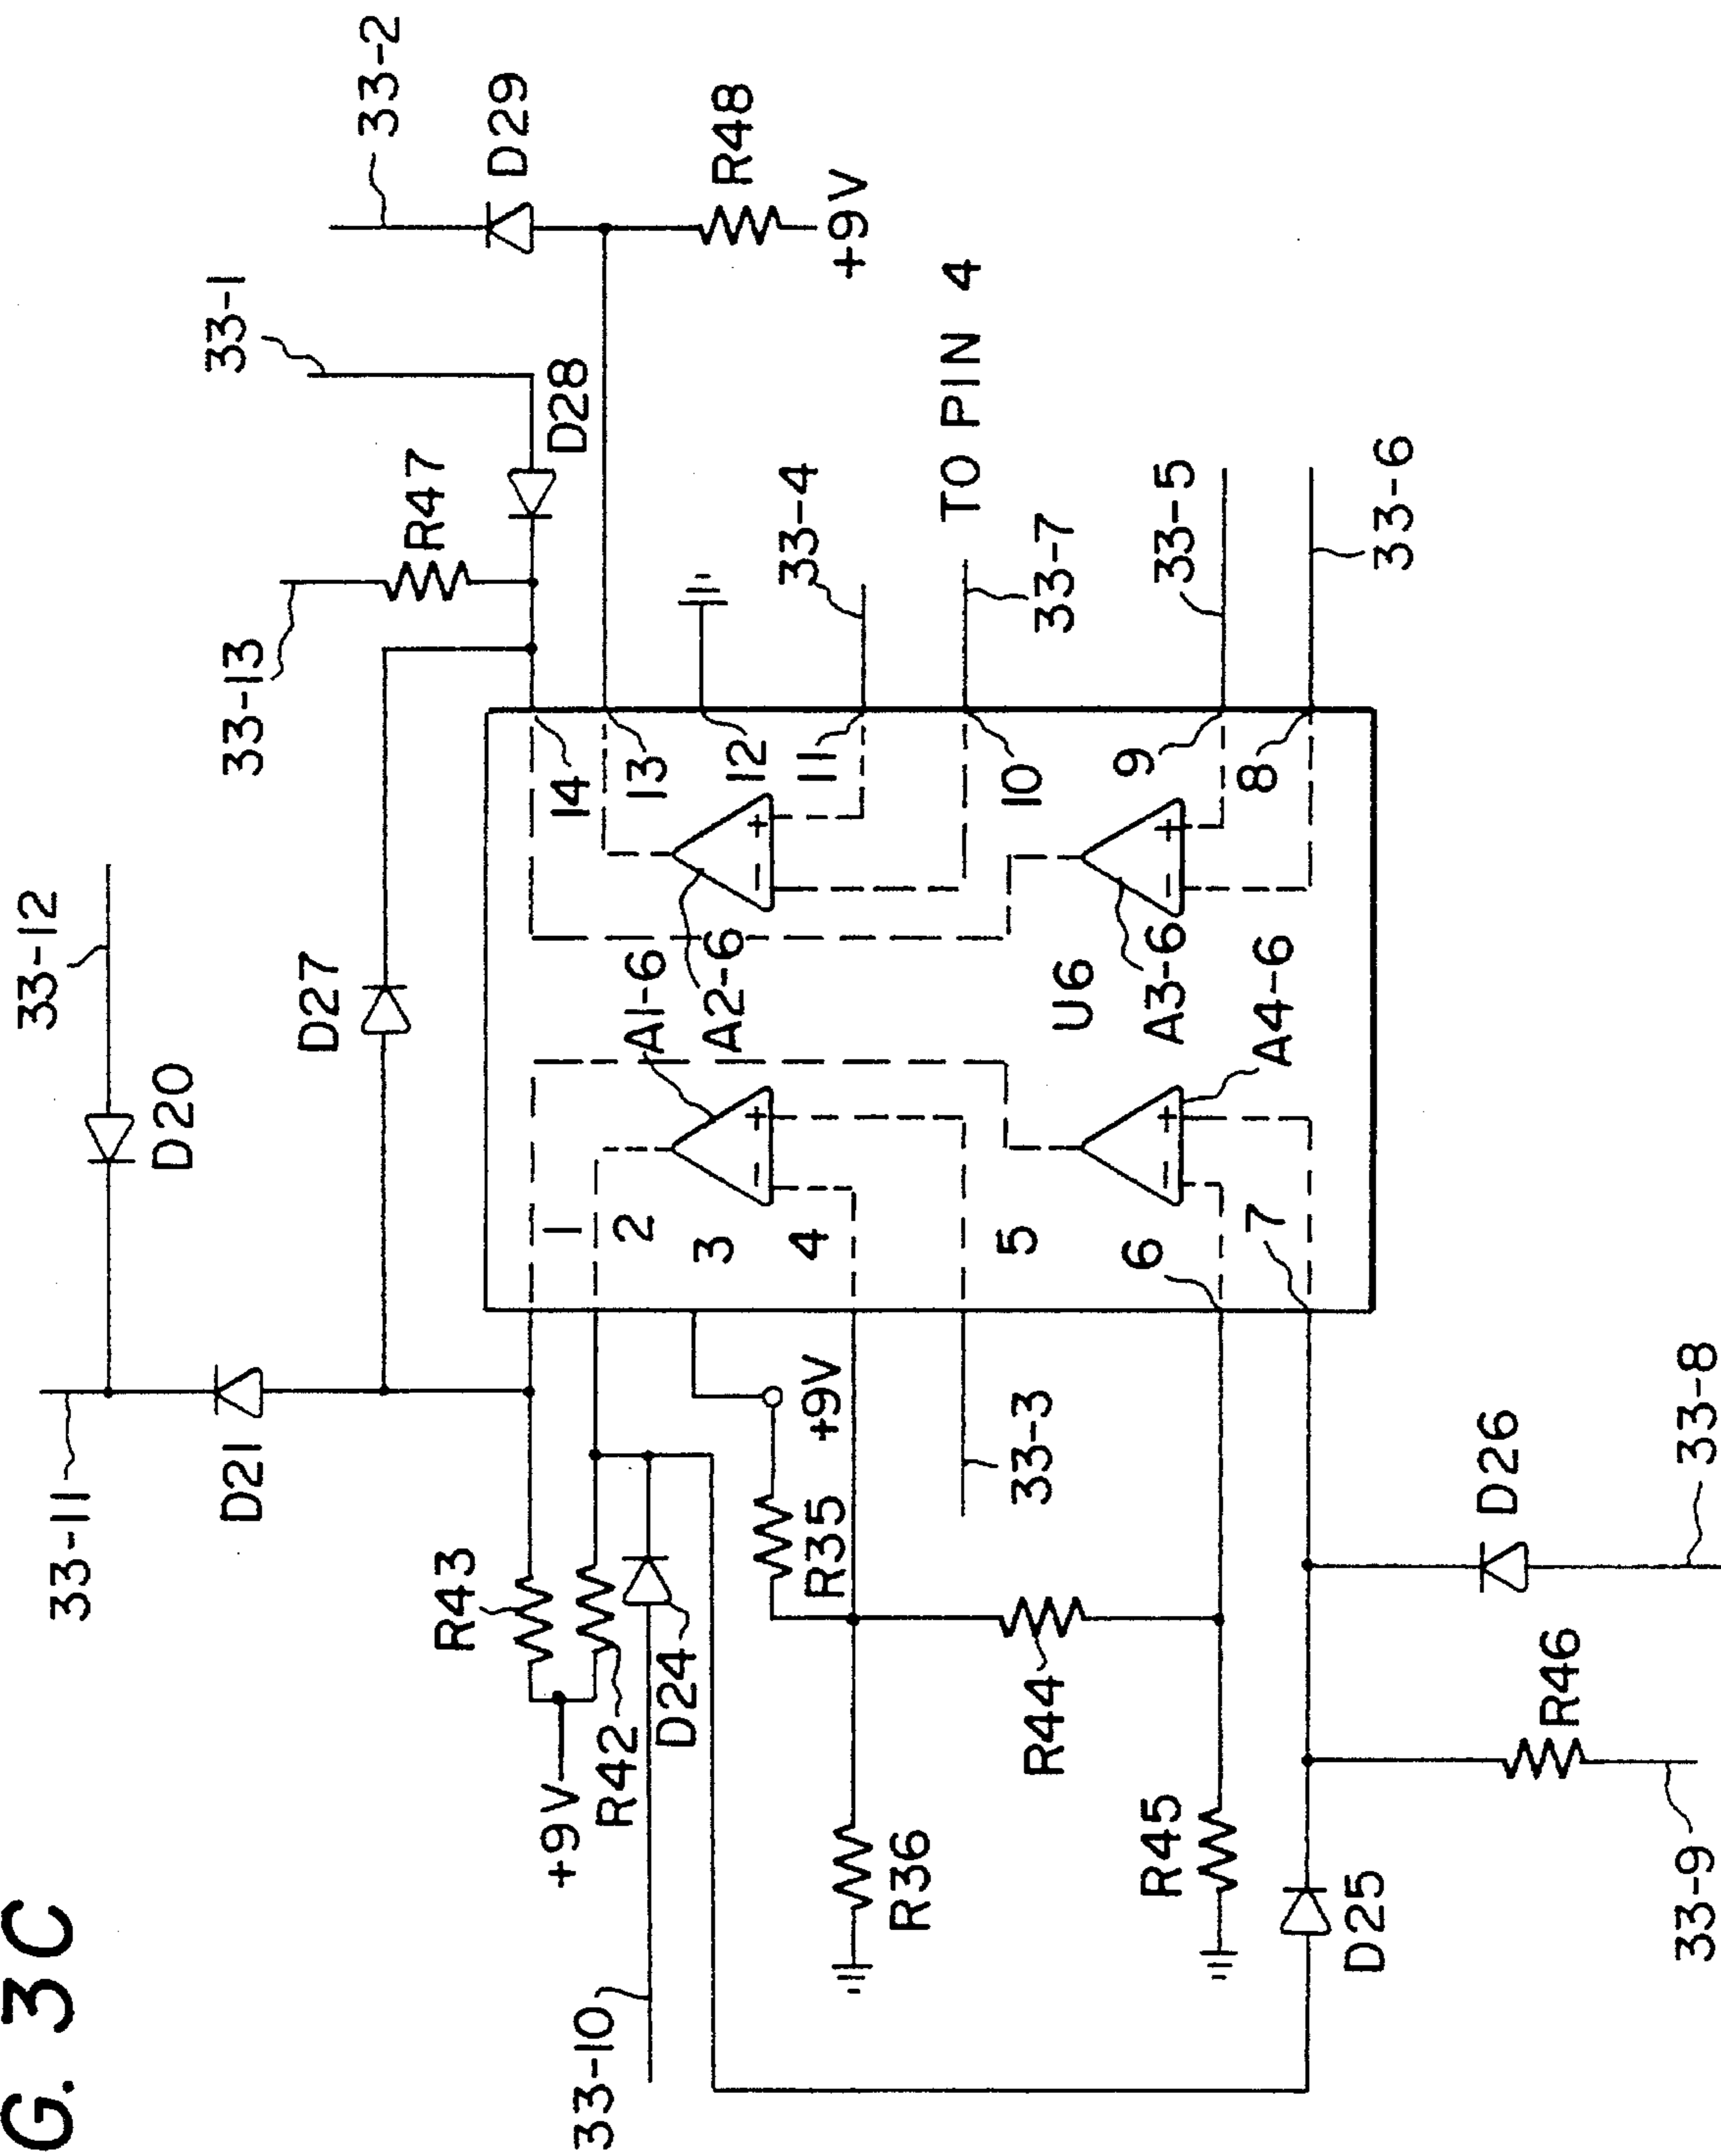 G. 3C
33-11
D21
D20
33-12
D27
33-13
R47
33-1
D28
33-2
D29
R48
+9V
R43
+9V
R42
D24
33-10
1
2
3
4
5
6
7
14
13
12
11
10
9
8
A1-6
A2-6
U6
A3-6
A4-6
33-4
TO PIN 4
33-7
33-5
33-6
+9V
R35
33-3
R36
R44
R45
D25
R46
33-9
D26
33-8